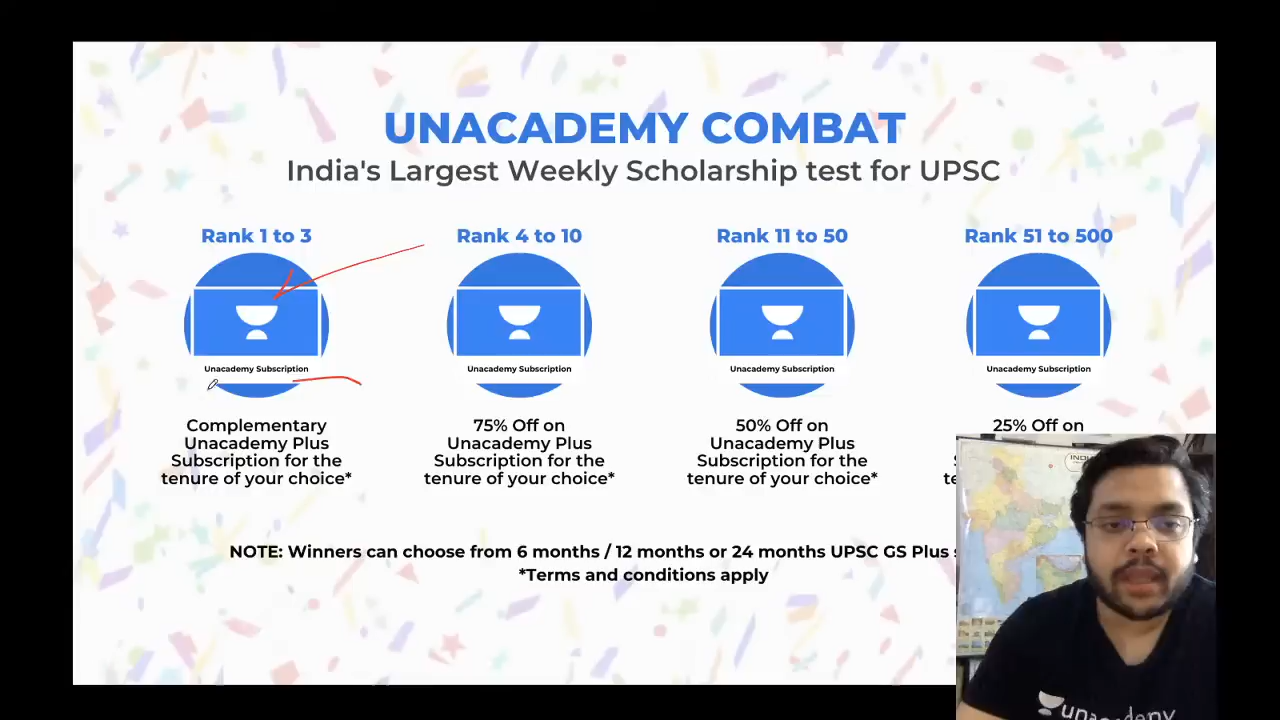 UNACADEMY COMBAT
India's Largest Weekly Scholarship test for UPSC
Rank 1 to 3
Rank 4 to 10
Rank 11 to 50
Rank 51 to 500
Unacademy Subscription
Unacademy Subscription
Unacademy Subscription
Unacademy Subscription
Complementary
Unacademy Plus
Subscription for the
tenure of your choice*
75% Off on
Unacademy Plus
Subscription for the
tenure of your choice*
50% Off on
Unacademy Plus
Subscription for the
tenure of your choice*
25% Off on
NOTE: Winners can choose from 6 months / 12 months or 24 months UPSC GS Plus
*Terms and conditions apply
unacademy